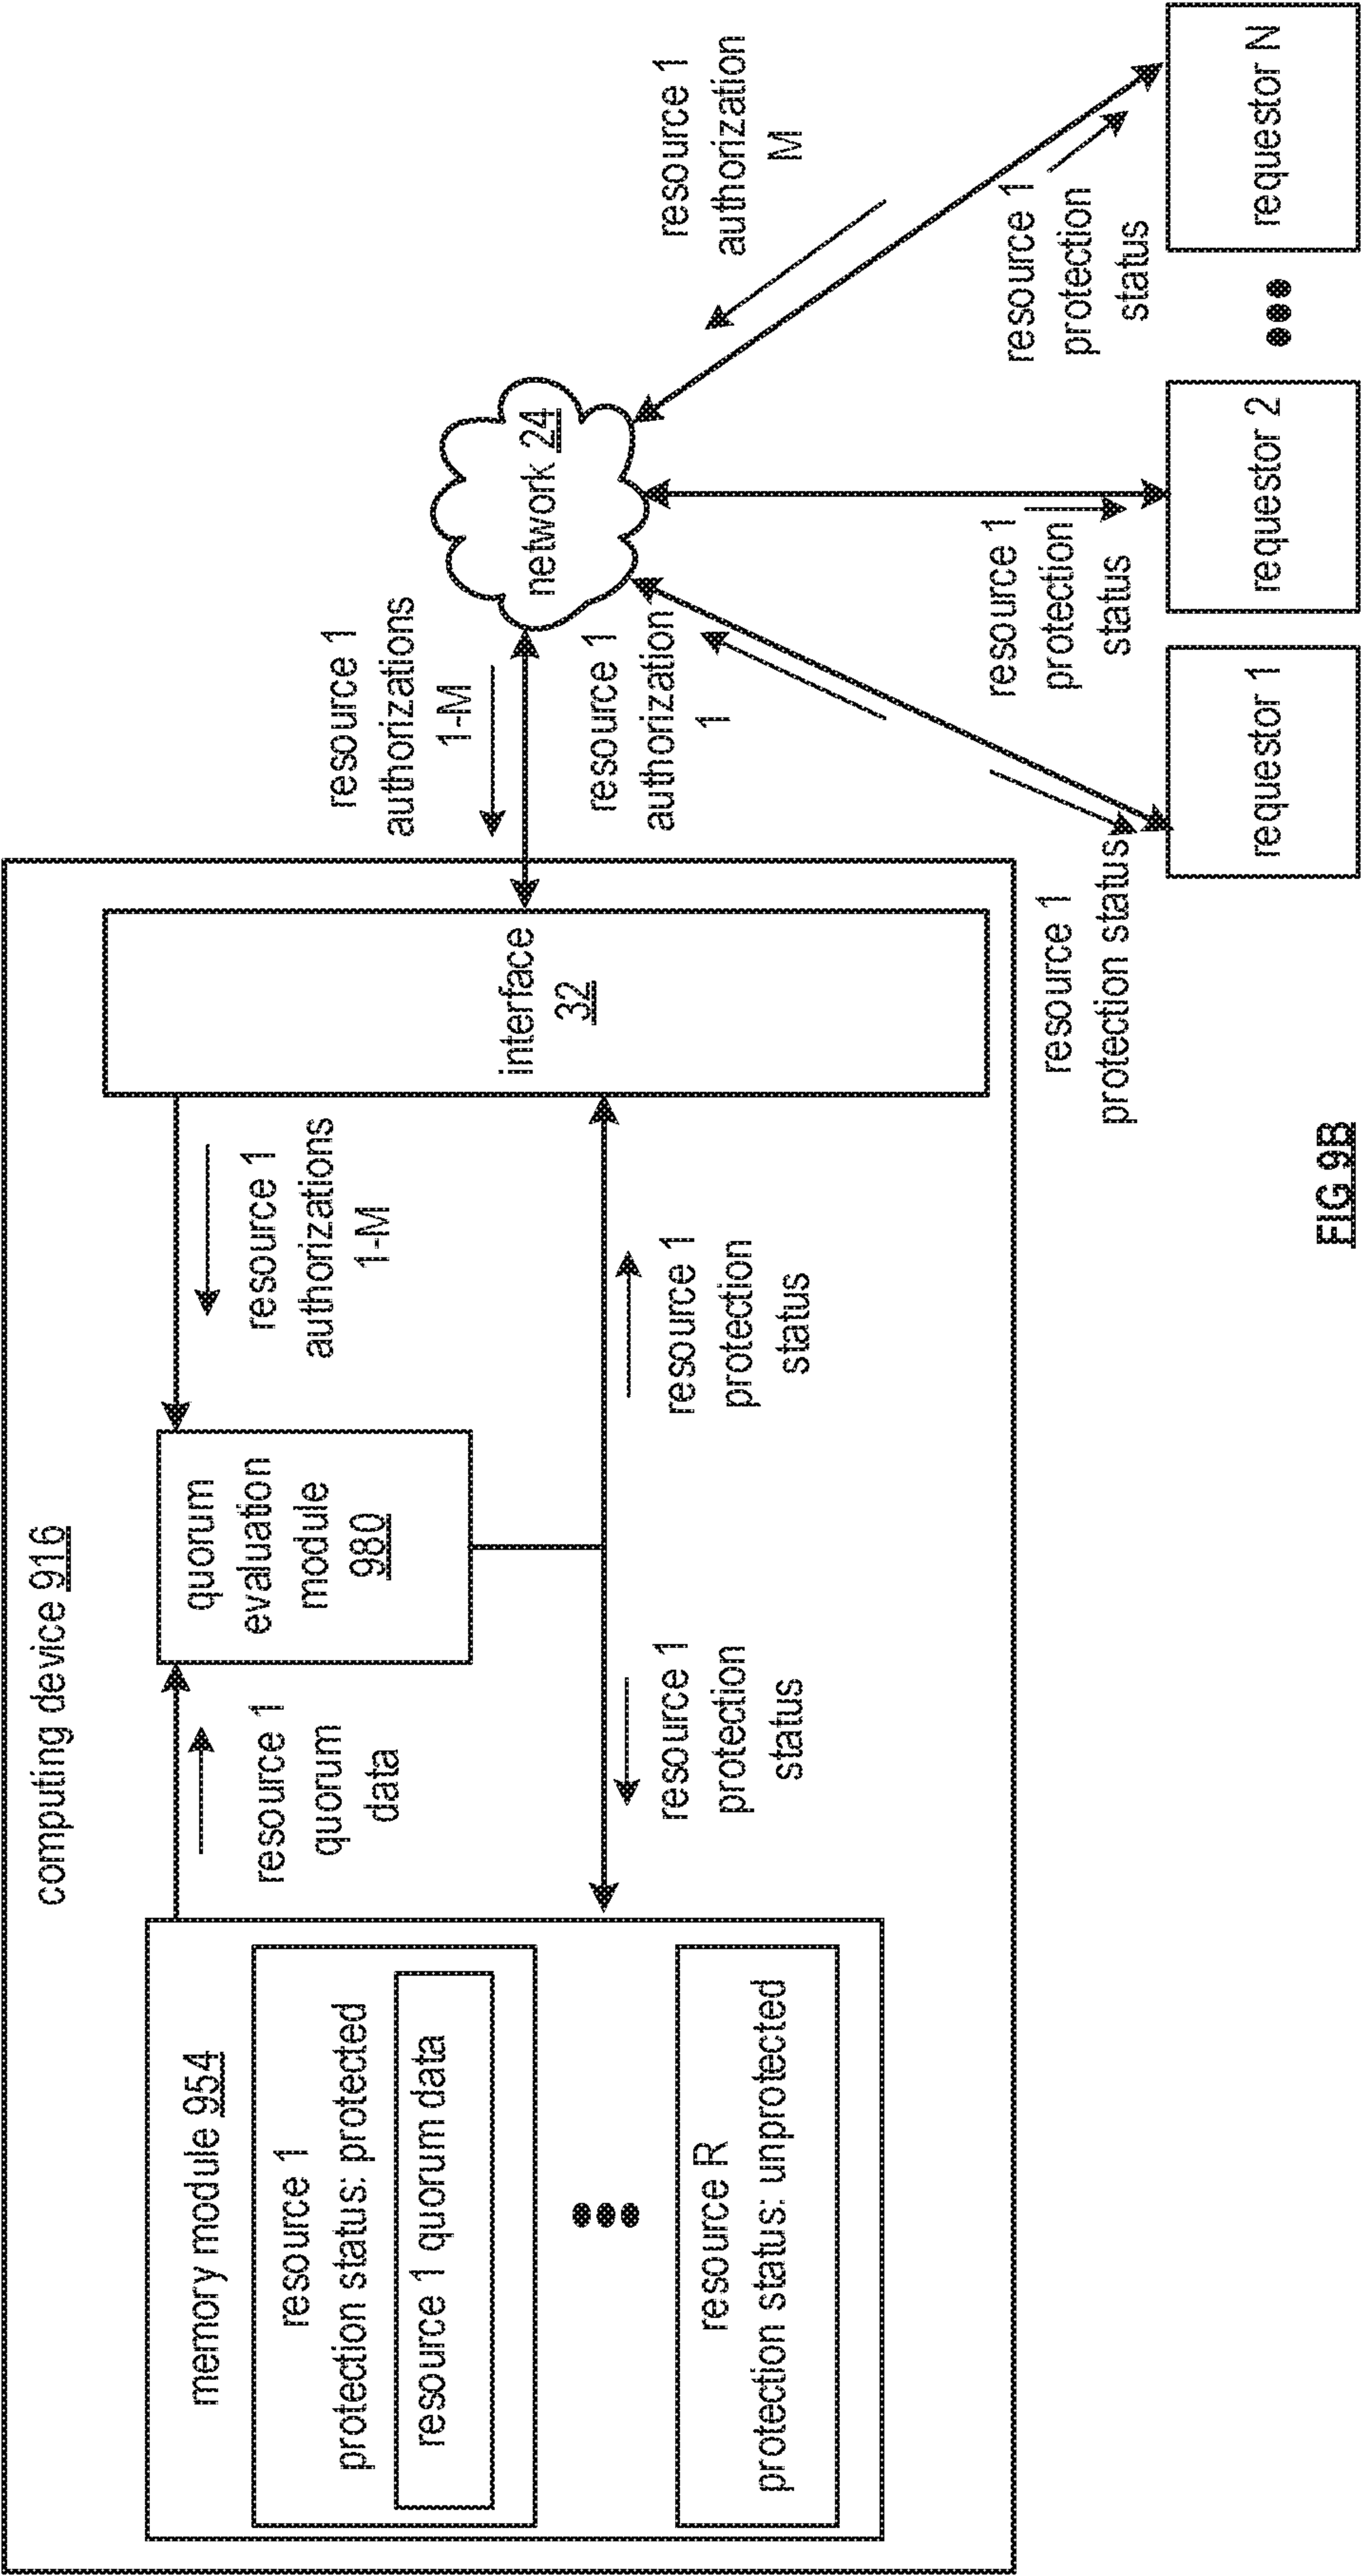 computing device 916
memory module 954
resource 1
protection status: protected
resource 1 quorum data
resource R
protection status: unprotected
resource 1
quorum
data
quorum
evaluation
module
980
resource 1
authorizations
1-M
resource 1
protection
status
resource 1
protection
status
interface
32
resource 1
authorizations
1-M
network 24
resource 1
authorization
1
resource 1
authorization
M
resource 1
protection status
resource 1
protection
status
resource 1
protection
status
requestor 1
requestor 2
requestor N
FIG 9B